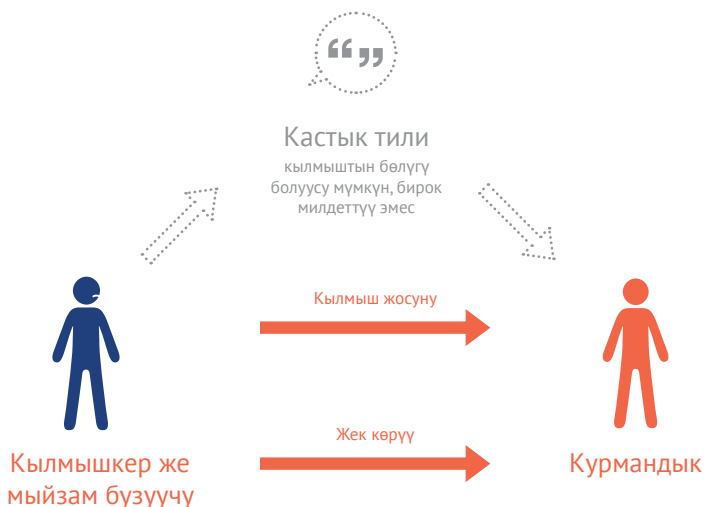 “ ”
Кастык тили
кылмыштын бөлүгү
болуусу мүмкүн, бирок
милдеттүү эмес
Кылмыш жосуну
Жек көрүү
Кылмышкер же
мыйзам бузуучу
Курмандык